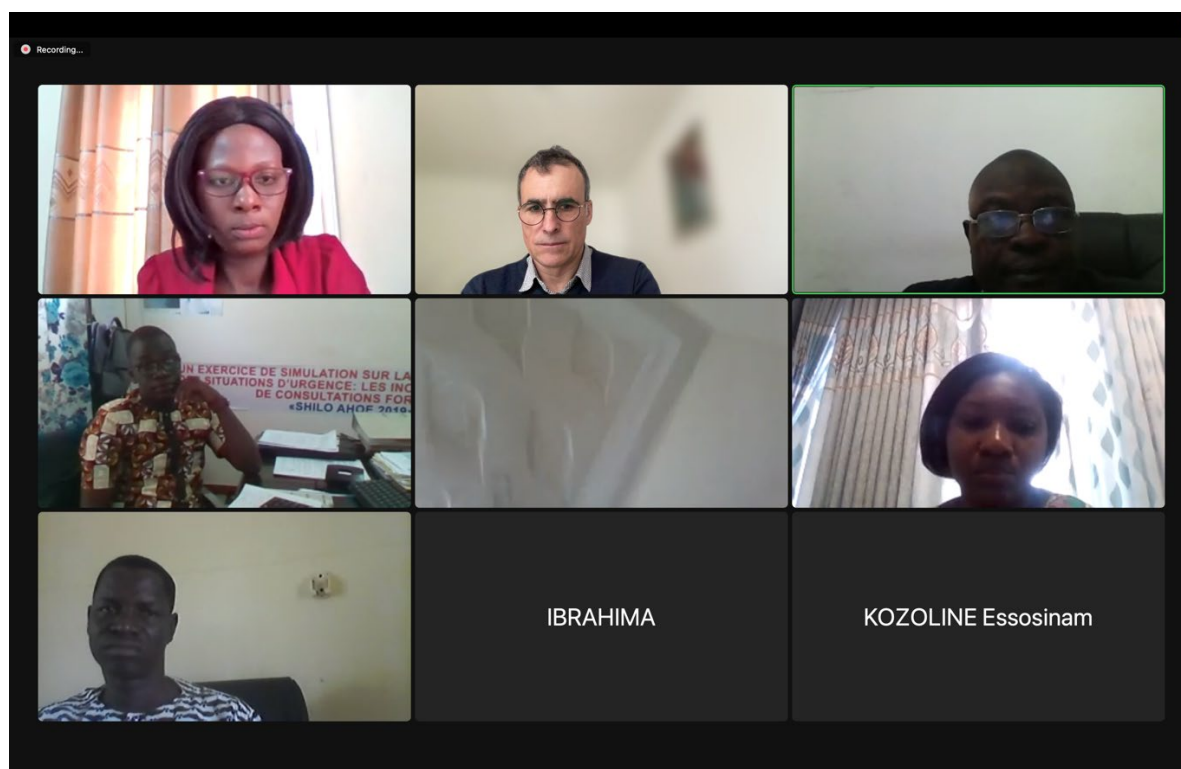 Recording...
UN EXERCICE DE SIMULATION SUR LA
SITUATIONS D'URGENCE: LES INC
DE CONSULTATIONS FOR
«SHILO AHOE 2019»
IBRAHIMA
KOZOLINE Essosinam